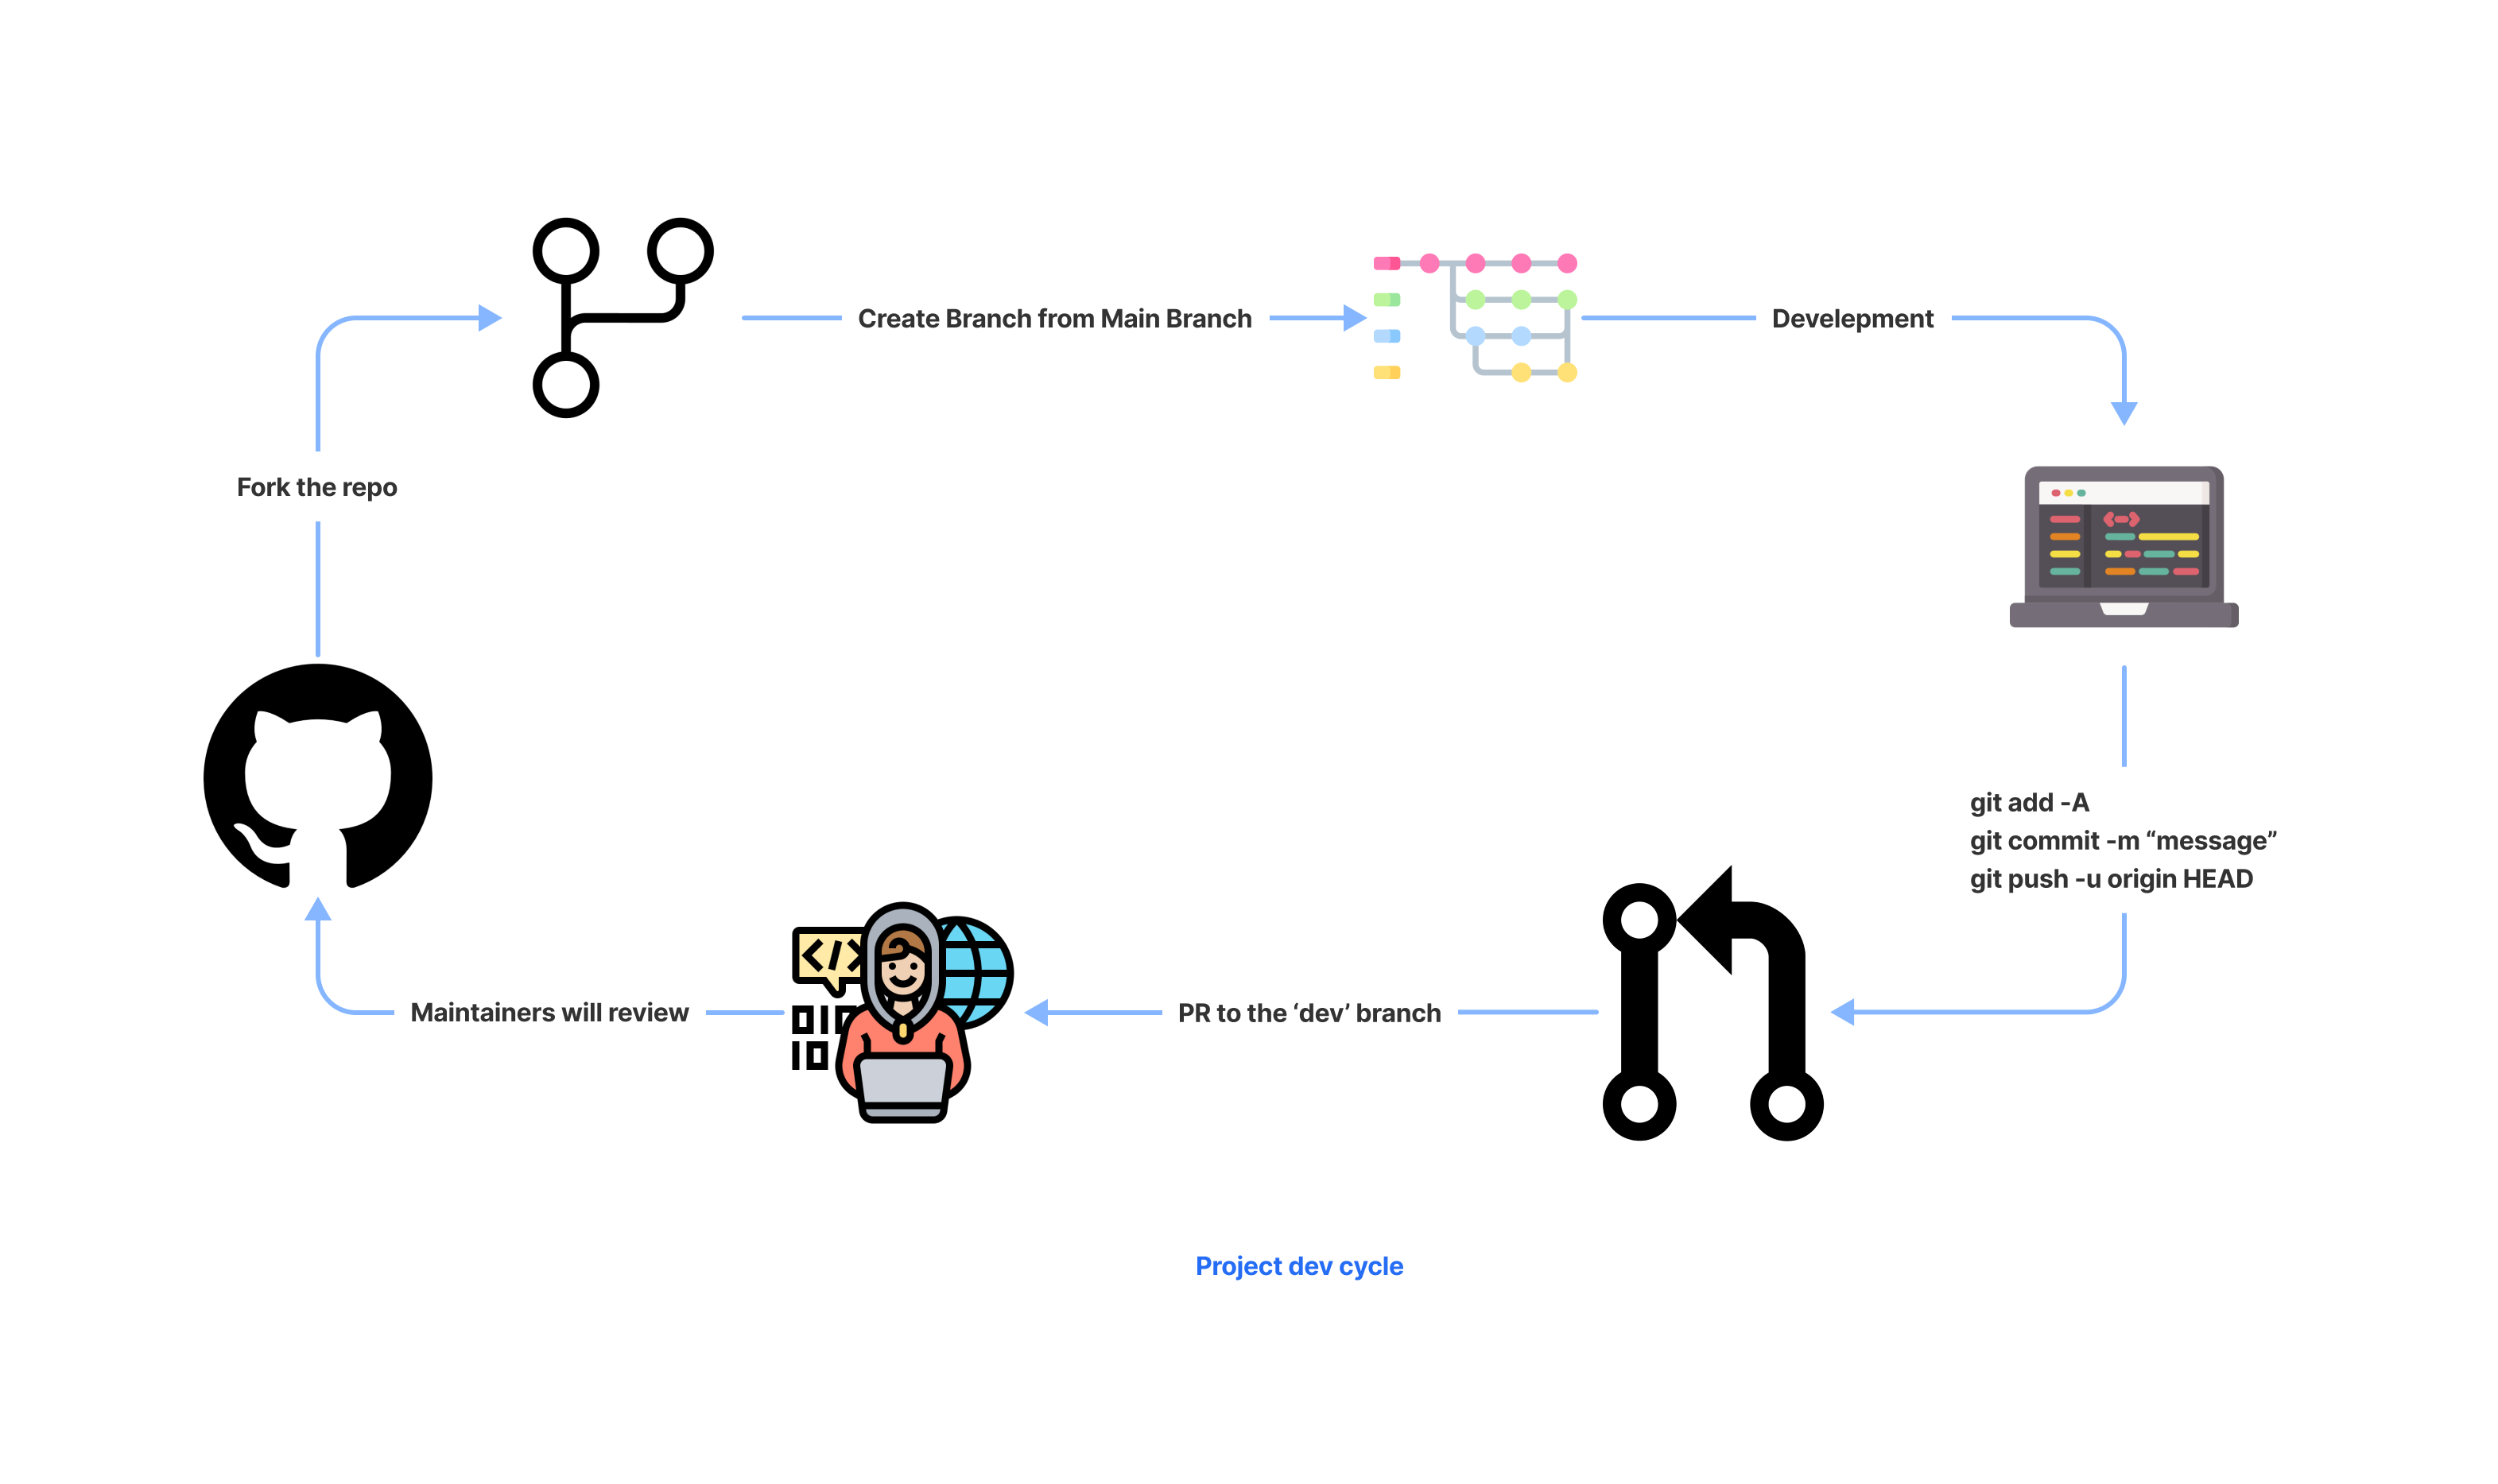 Create Branch from Main Branch
Develepment
Fork the repo
git add -A
git commit -m “message”
git push -u origin HEAD
Maintainers will review
PR to the ‘dev’ branch
Project dev cycle